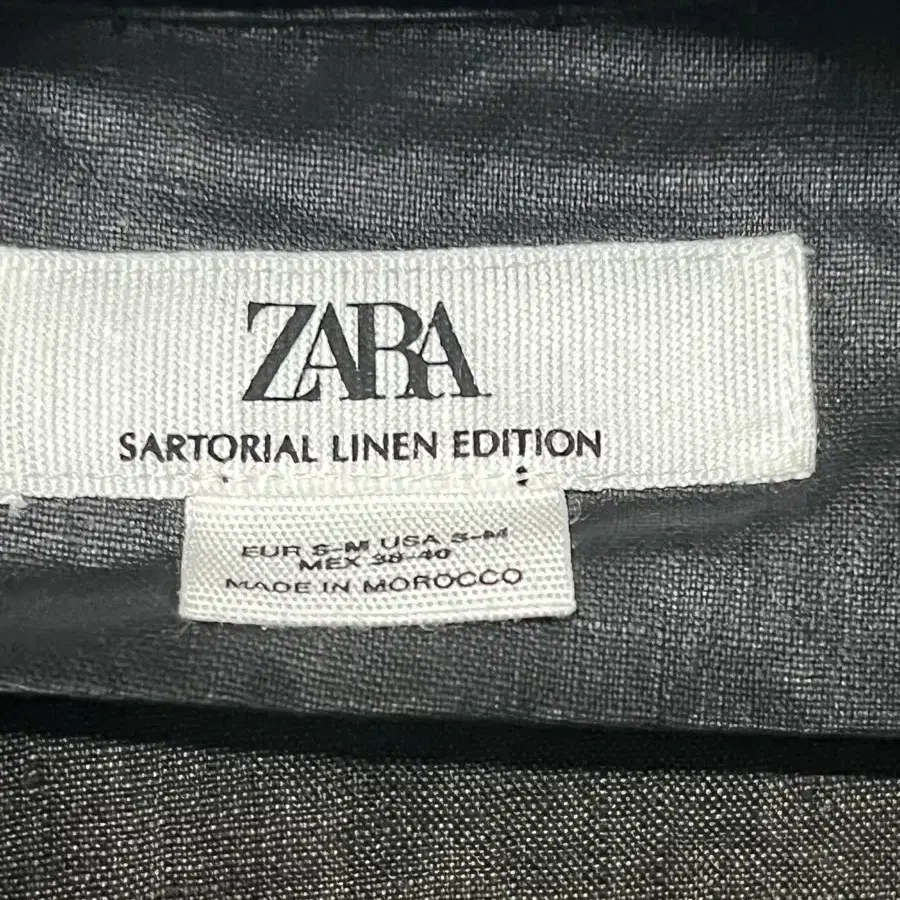 ZARA
SARTORIAL LINEN EDITION
EUR S-M USA S-M
MEX 38-40
MADE IN MOROCCO